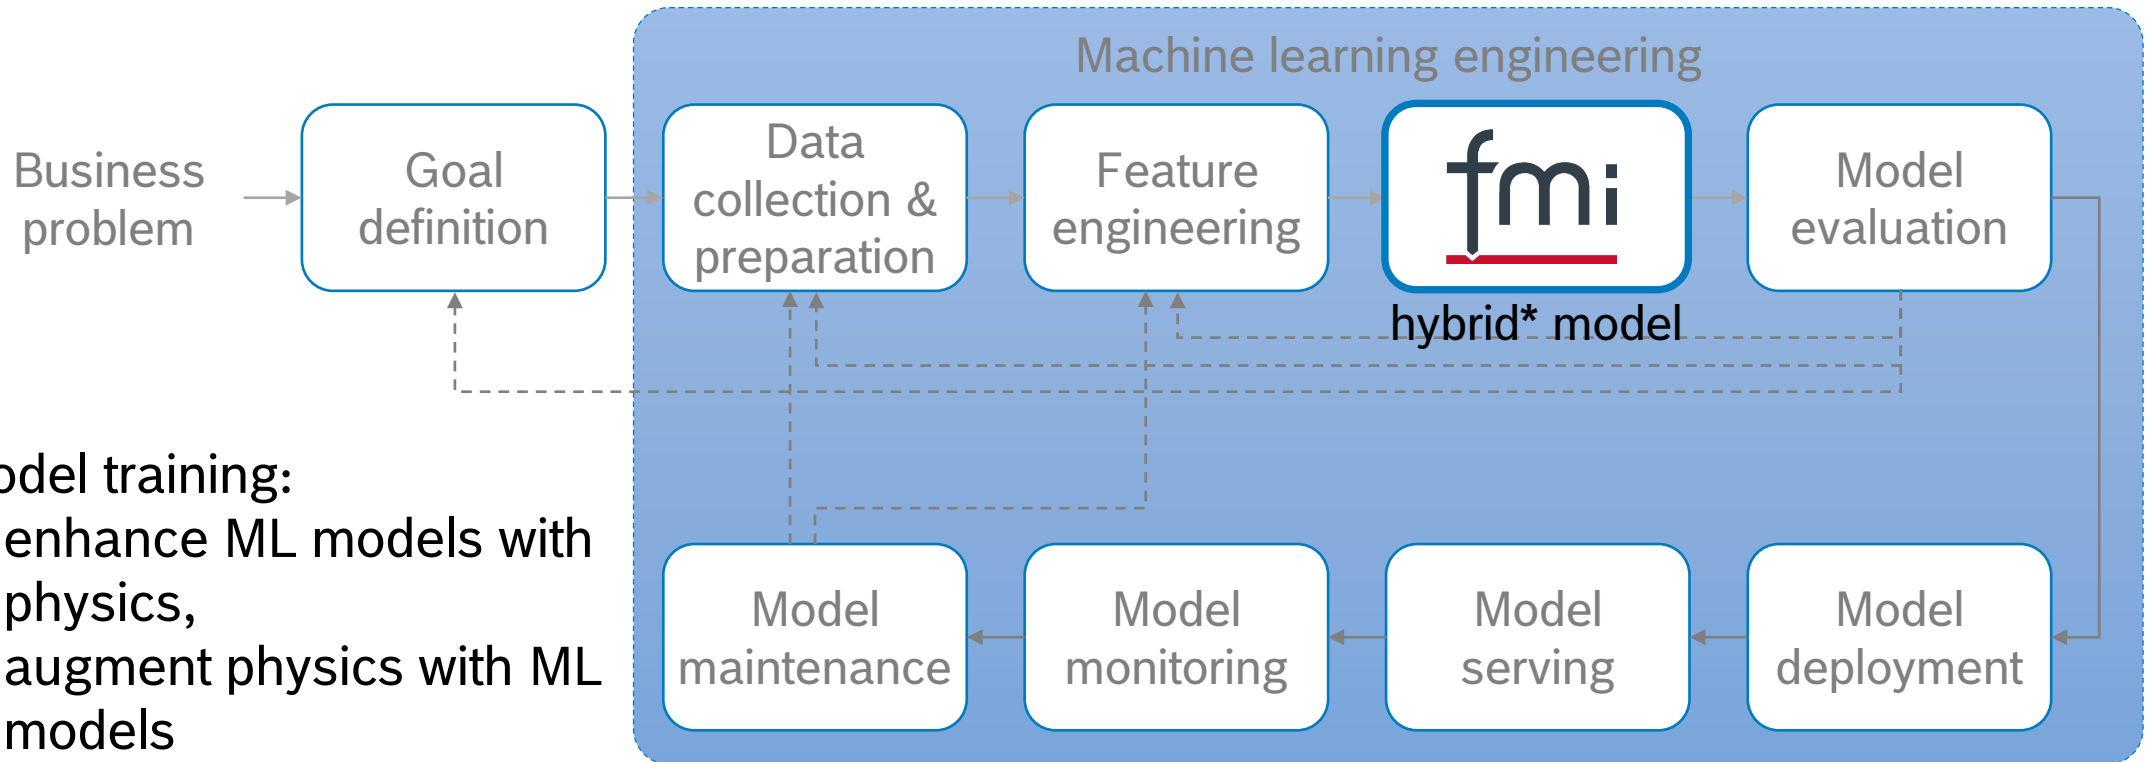 Machine learning engineering
Business
problem
Goal
definition
Data
collection &
preparation
Feature
engineering
fmi
hybrid* model
Model
evaluation
odel training:
enhance ML models with
physics,
augment physics with ML
models
Model
maintenance
Model
monitoring
Model
serving
Model
deployment